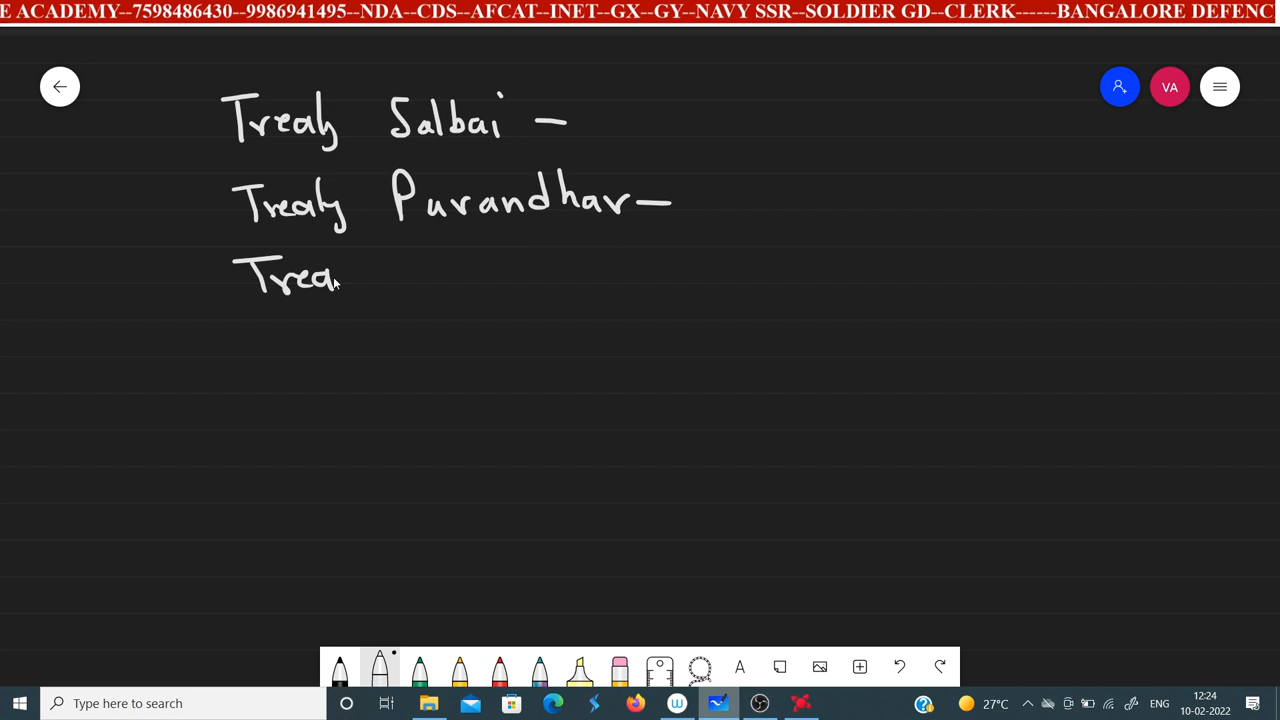 E ACADEMY--7598486430--9986941495--NDA--CDS--AFCAT--INET--GX--GY--NAVY SSR--SOLDIER GD--CLERK------BANGALORE DEFENC
VA
Treaty Salbai -
Treaty Purandhar-
Trea
A
Type here to search
27°C
ENG
12:24
10-02-2022